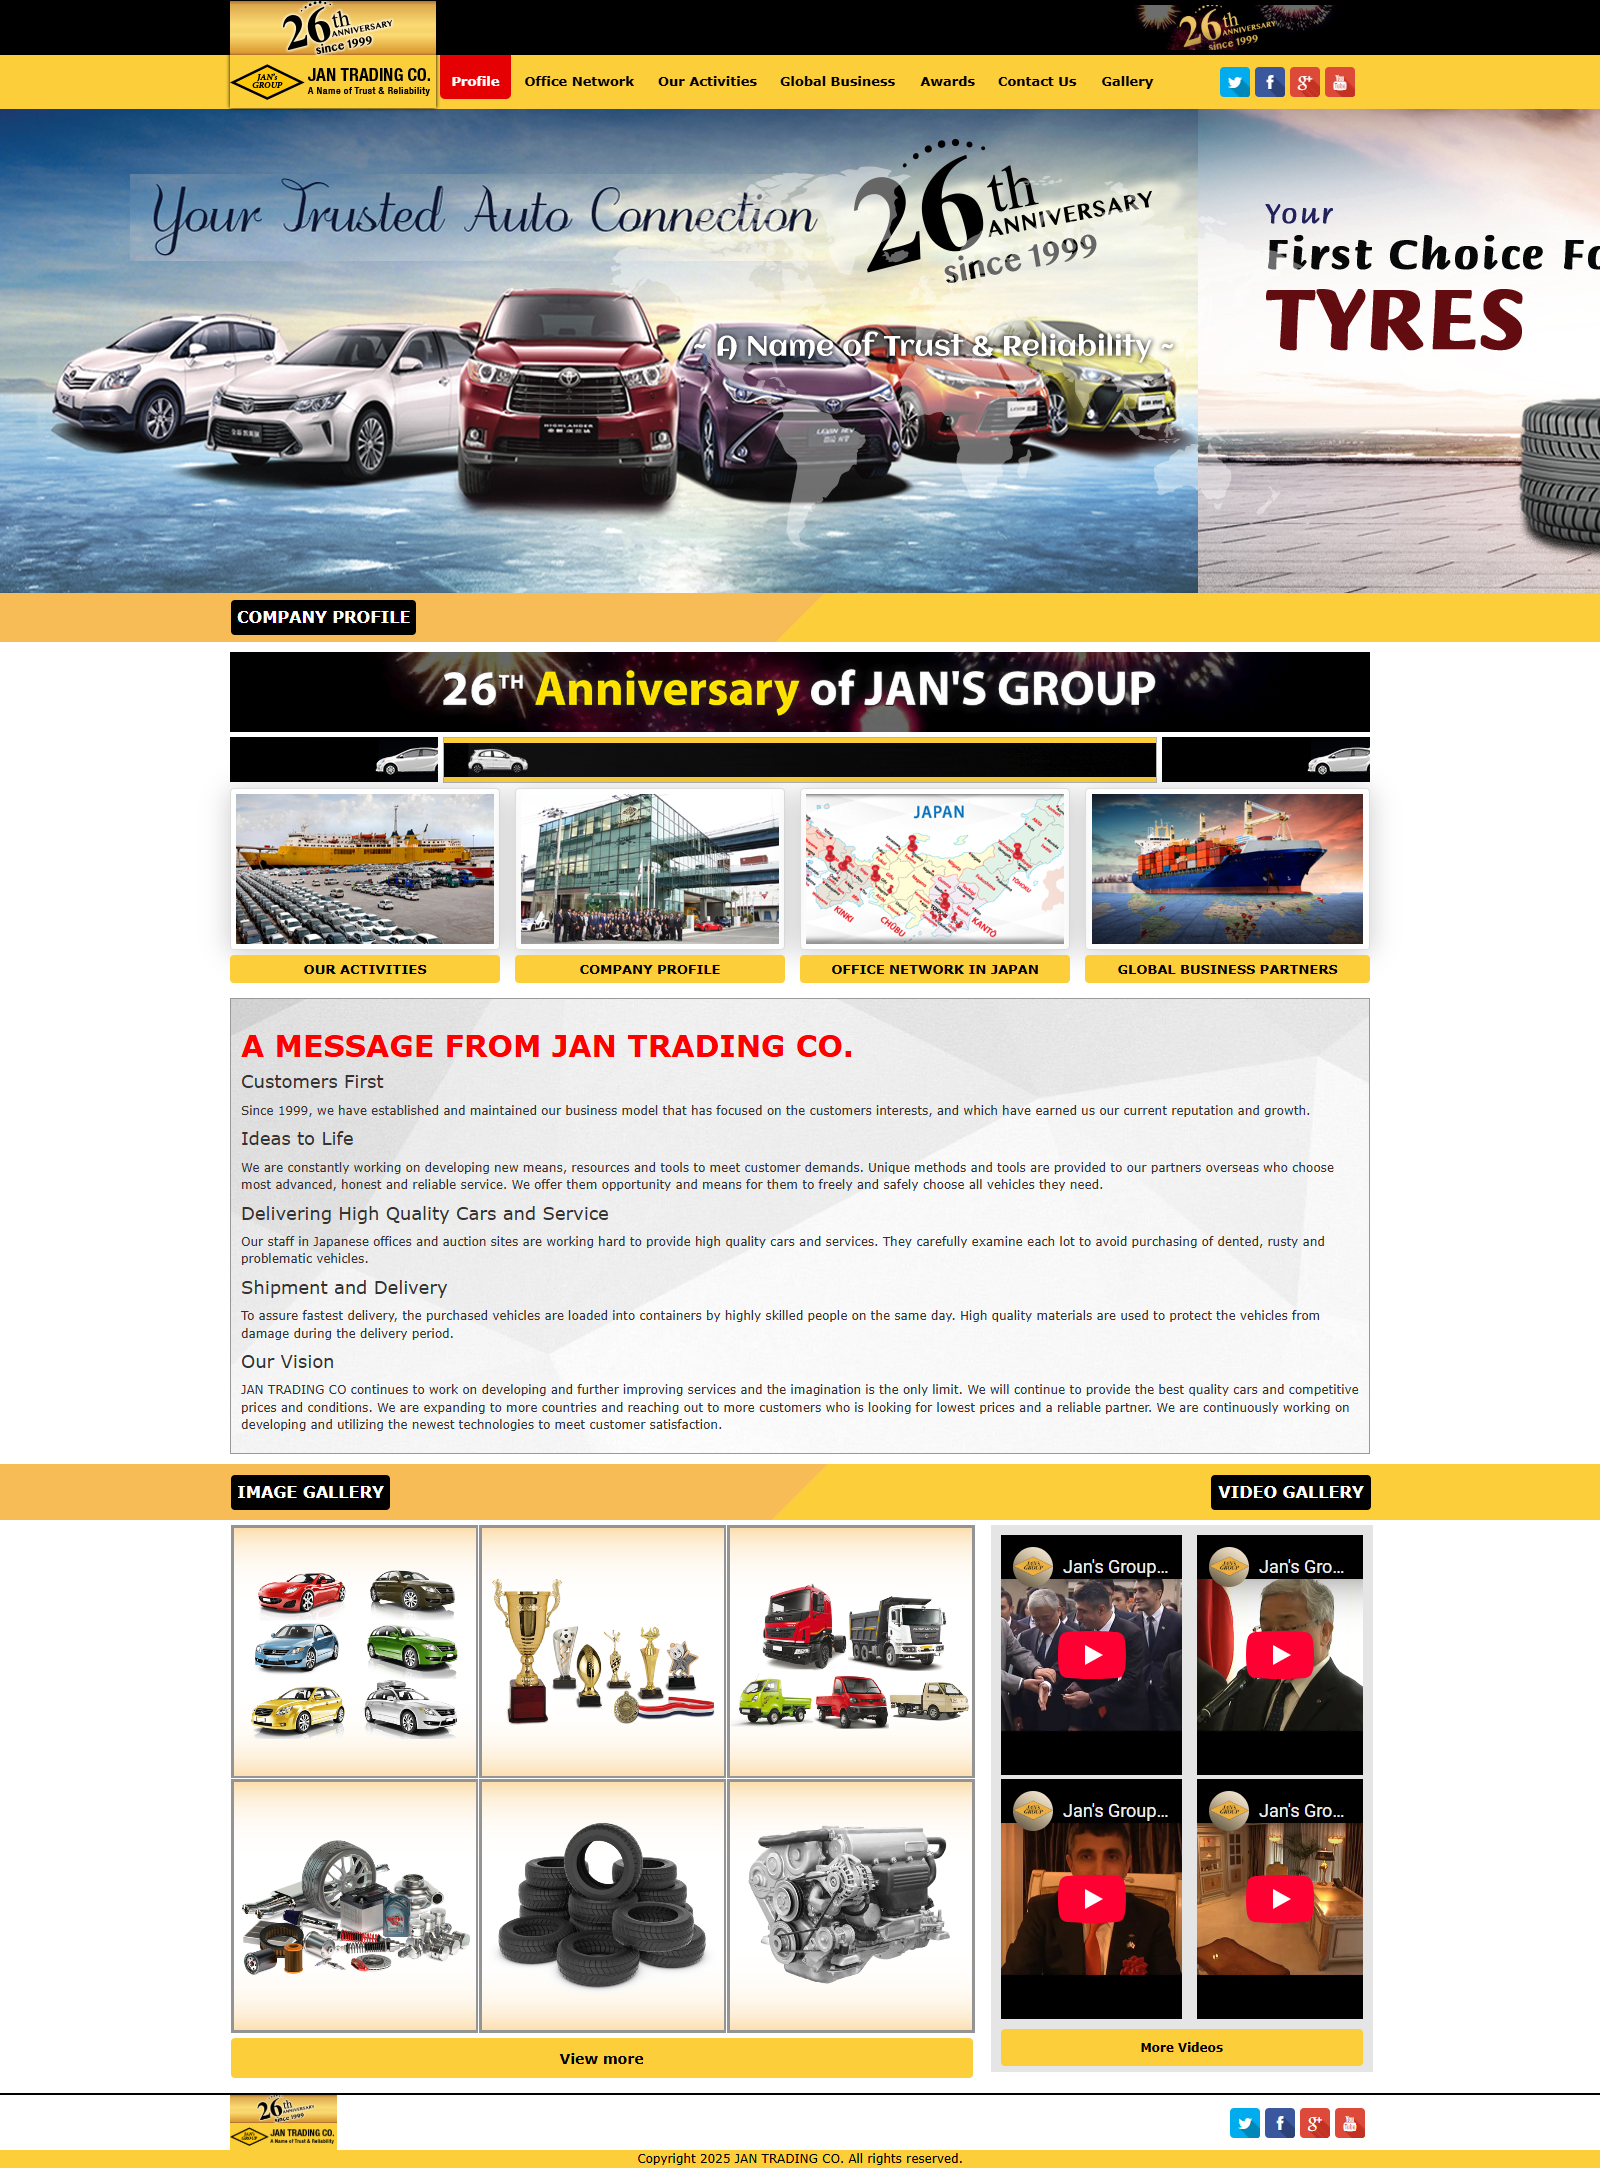 26th
ANNIVERSARY
since 1999
26th
ANNIVERSARY
since 1999
JAN's
GROUP
JAN TRADING CO.
A Name of Trust & Reliability
Profile
Office Network
Our Activities
Global Business
Awards
Contact Us
Gallery
Your Trusted Auto Connection
26th
ANNIVERSARY
since 1999
~ A Name of Trust & Reliability ~
HIGHLANDER
Your
First Choice Fo
TYRES
COMPANY PROFILE
26TH Anniversary of JAN'S GROUP
JAPAN
KINKI
CHŪBU
KANTŌ
TŌHOKU
OUR ACTIVITIES
COMPANY PROFILE
OFFICE NETWORK IN JAPAN
GLOBAL BUSINESS PARTNERS
A MESSAGE FROM JAN TRADING CO.
Customers First
Since 1999, we have established and maintained our business model that has focused on the customers interests, and which have earned us our current reputation and growth.
Ideas to Life
We are constantly working on developing new means, resources and tools to meet customer demands. Unique methods and tools are provided to our partners overseas who choose
most advanced, honest and reliable service. We offer them opportunity and means for them to freely and safely choose all vehicles they need.
Delivering High Quality Cars and Service
Our staff in Japanese offices and auction sites are working hard to provide high quality cars and services. They carefully examine each lot to avoid purchasing of dented, rusty and
problematic vehicles.
Shipment and Delivery
To assure fastest delivery, the purchased vehicles are loaded into containers by highly skilled people on the same day. High quality materials are used to protect the vehicles from
damage during the delivery period.
Our Vision
JAN TRADING CO continues to work on developing and further improving services and the imagination is the only limit. We will continue to provide the best quality cars and competitive
prices and conditions. We are expanding to more countries and reaching out to more customers who is looking for lowest prices and a reliable partner. We are continuously working on
developing and utilizing the newest technologies to meet customer satisfaction.
IMAGE GALLERY
VIDEO GALLERY
Jan's Group...
Jan's Gro...
Jan's Group...
Jan's Gro...
View more
More Videos
26th
ANNIVERSARY
since 1999
JAN's
GROUP
JAN TRADING CO.
A Name of Trust & Reliability
Copyright 2025 JAN TRADING CO. All rights reserved.